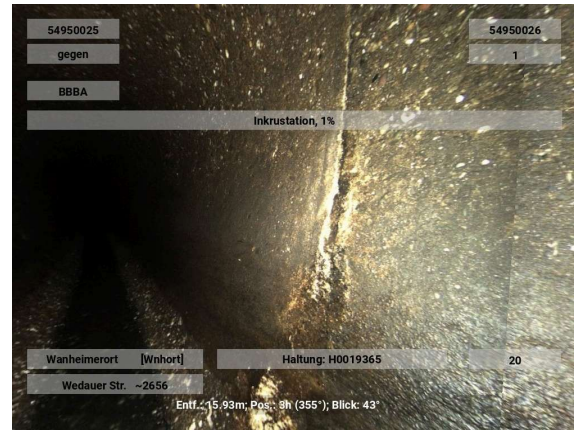 54950025
54950026
gegen
1
BBBA
Inkrustation, 1%
Wanheimerort [Wnhort]
Haltung: H0019365
20
Wedauer Str. ~2656
Entf.: 15.93m; Pos.: 3h (355°); Blick: 43°